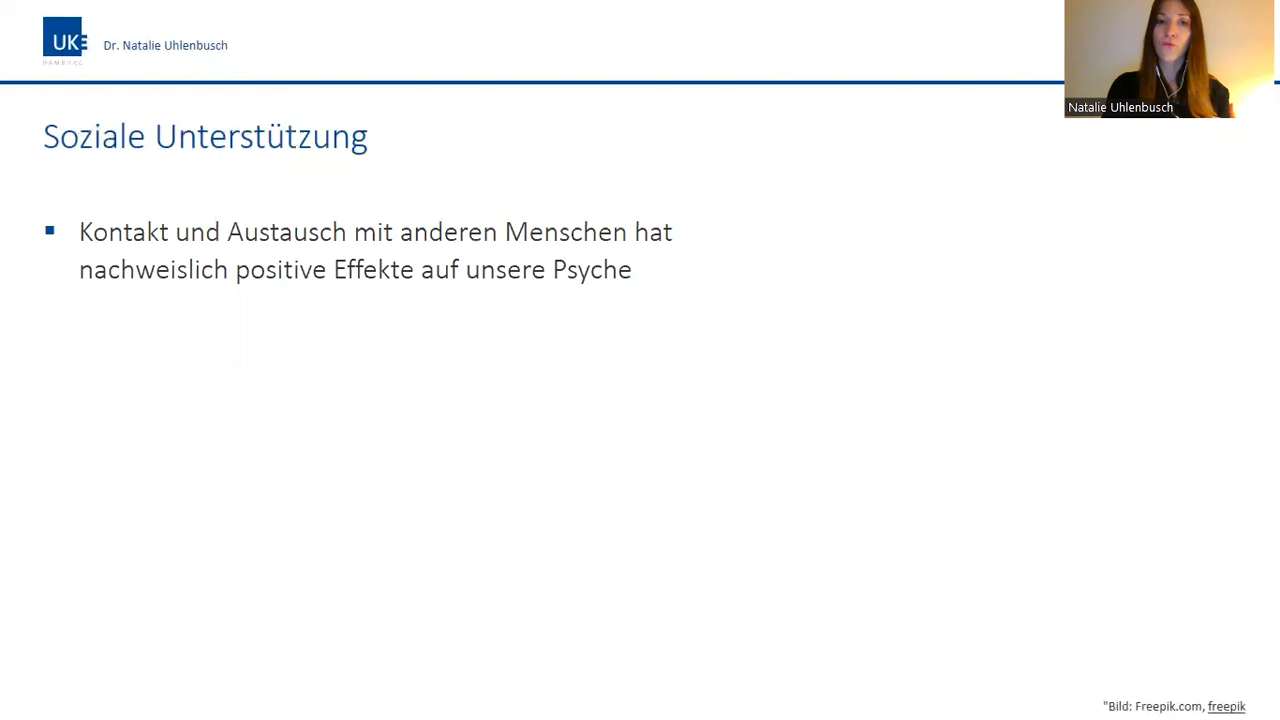 UKE
HAMBURG
Dr. Natalie Uhlenbusch
Natalie Uhlenbusch
Soziale Unterstützung
▪ Kontakt und Austausch mit anderen Menschen hat
nachweislich positive Effekte auf unsere Psyche
"Bild: Freepik.com, freepik